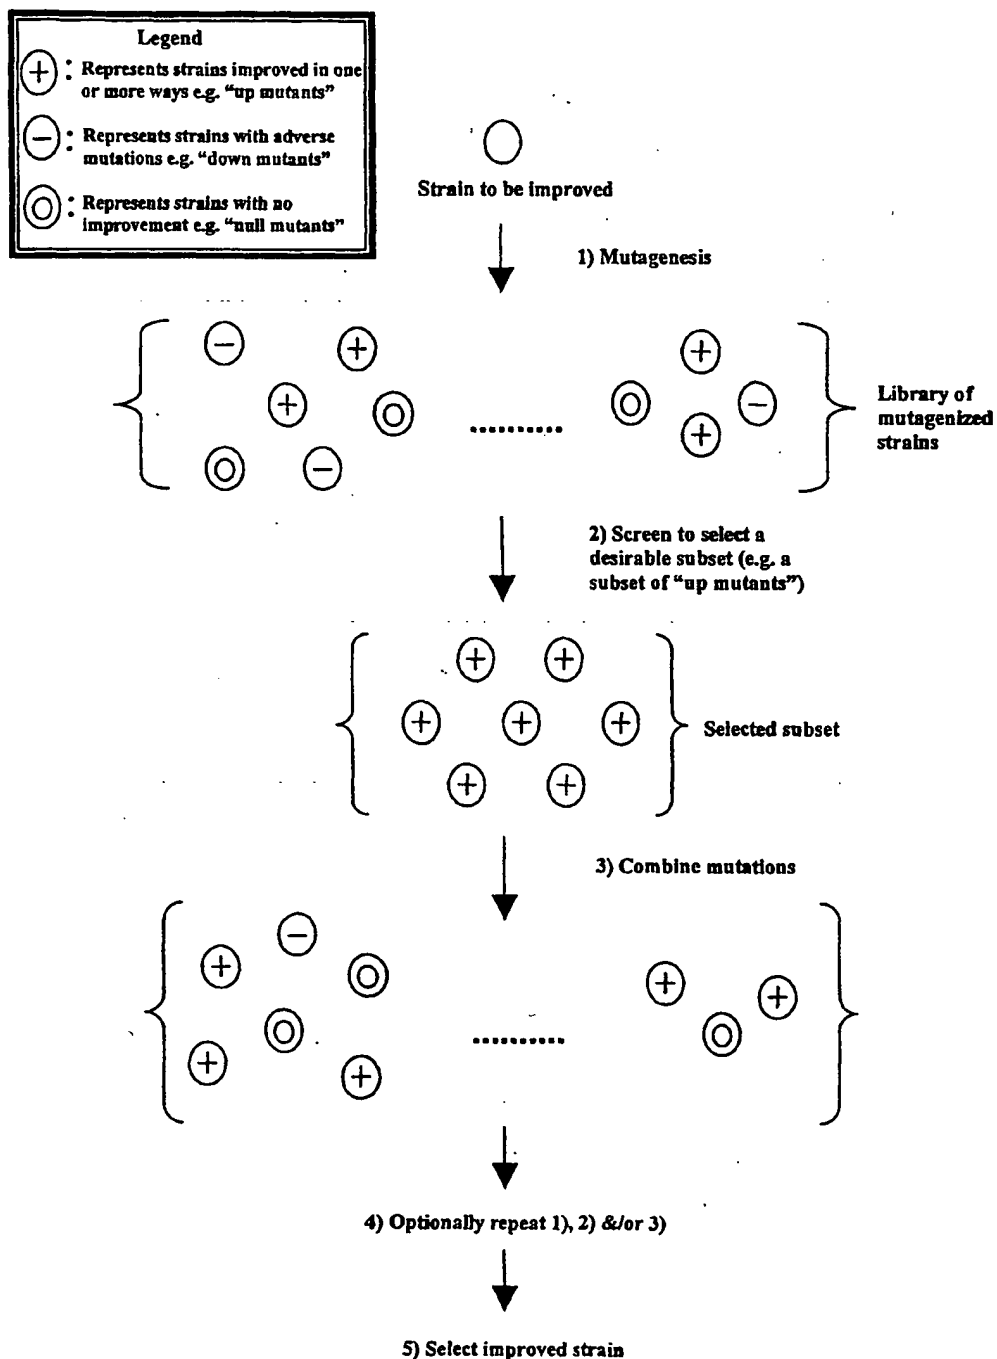 Legend
+ : Represents strains improved in one
or more ways e.g. “up mutants”
− : Represents strains with adverse
mutations e.g. “down mutants”
O : Represents strains with no
improvement e.g. “null mutants”
Strain to be improved
1) Mutagenesis
− + + O + − O + O −
Library of
mutagenized
strains
2) Screen to select a
desirable subset (e.g. a
subset of “up mutants”)
+ + + + + + +
Selected subset
3) Combine mutations
− + O + + O O + +
4) Optionally repeat 1), 2) &/or 3)
5) Select improved strain